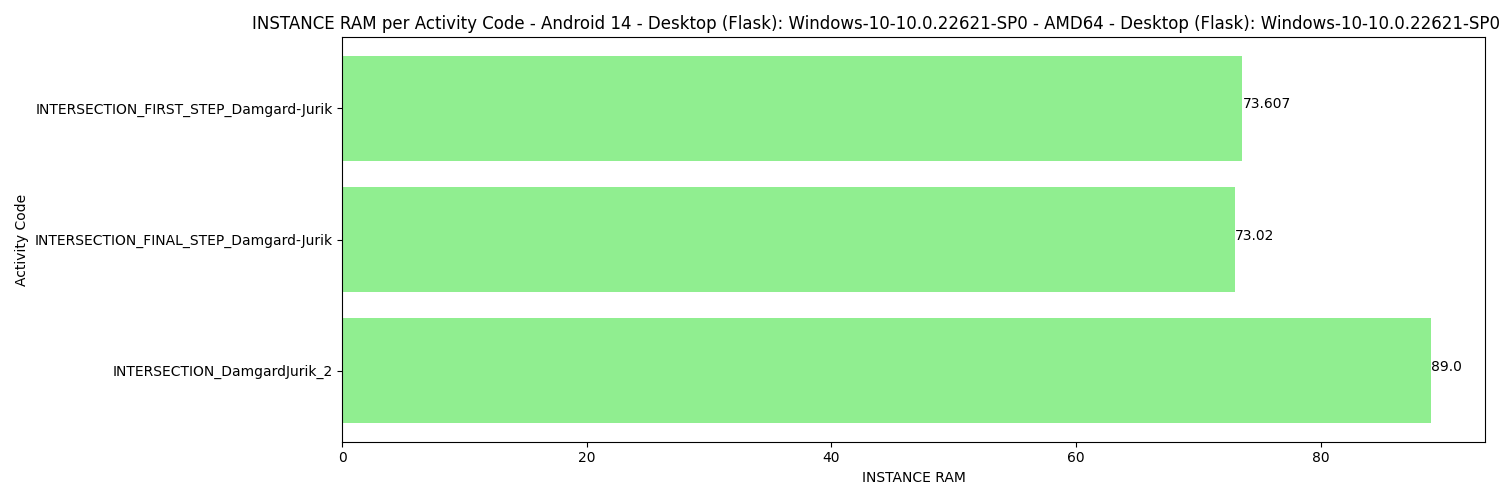 INSTANCE RAM per Activity Code - Android 14 - Desktop (Flask): Windows-10-10.0.22621-SP0 - AMD64 - Desktop (Flask): Windows-10-10.0.22621-SP0
INTERSECTION_FIRST_STEP_Damgard-Jurik
73.607
INTERSECTION_FINAL_STEP_Damgard-Jurik
73.02
INTERSECTION_DamgardJurik_2
89.0
Activity Code
0 20 40 60 80
INSTANCE RAM